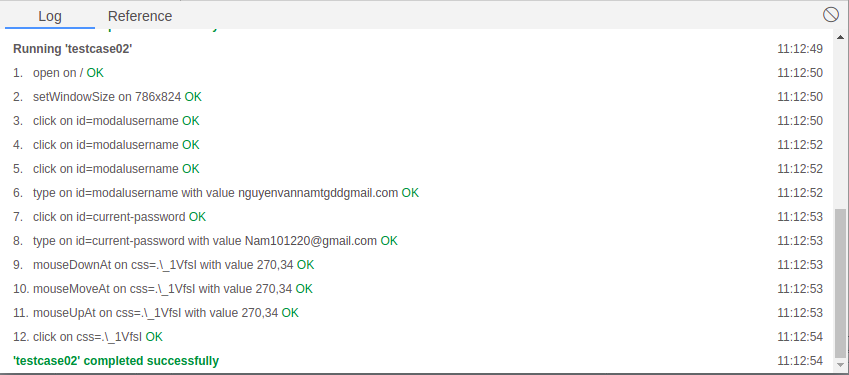 Log Reference
Running 'testcase02' 11:12:49
1. open on / OK 11:12:50
2. setWindowSize on 786x824 OK 11:12:50
3. click on id=modalusername OK 11:12:50
4. click on id=modalusername OK 11:12:52
5. click on id=modalusername OK 11:12:52
6. type on id=modalusername with value nguyenvannamtgddgmail.com OK 11:12:52
7. click on id=current-password OK 11:12:53
8. type on id=current-password with value Nam101220@gmail.com OK 11:12:53
9. mouseDownAt on css=.\_1VfsI with value 270,34 OK 11:12:53
10. mouseMoveAt on css=.\_1VfsI with value 270,34 OK 11:12:53
11. mouseUpAt on css=.\_1VfsI with value 270,34 OK 11:12:53
12. click on css=.\_1VfsI OK 11:12:54
'testcase02' completed successfully 11:12:54